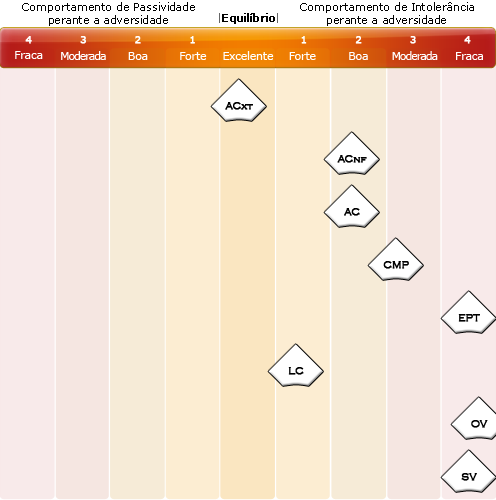 Comportamento de Passividade
perante a adversidade
|Equilíbrio|
Comportamento de Intolerância
perante a adversidade
4 3 2 1 1 2 3 4
Fraca Moderada Boa Forte Excelente Forte Boa Moderada Fraca
ACXT
ACNF
AC
CMP
EPT
LC
OV
SV